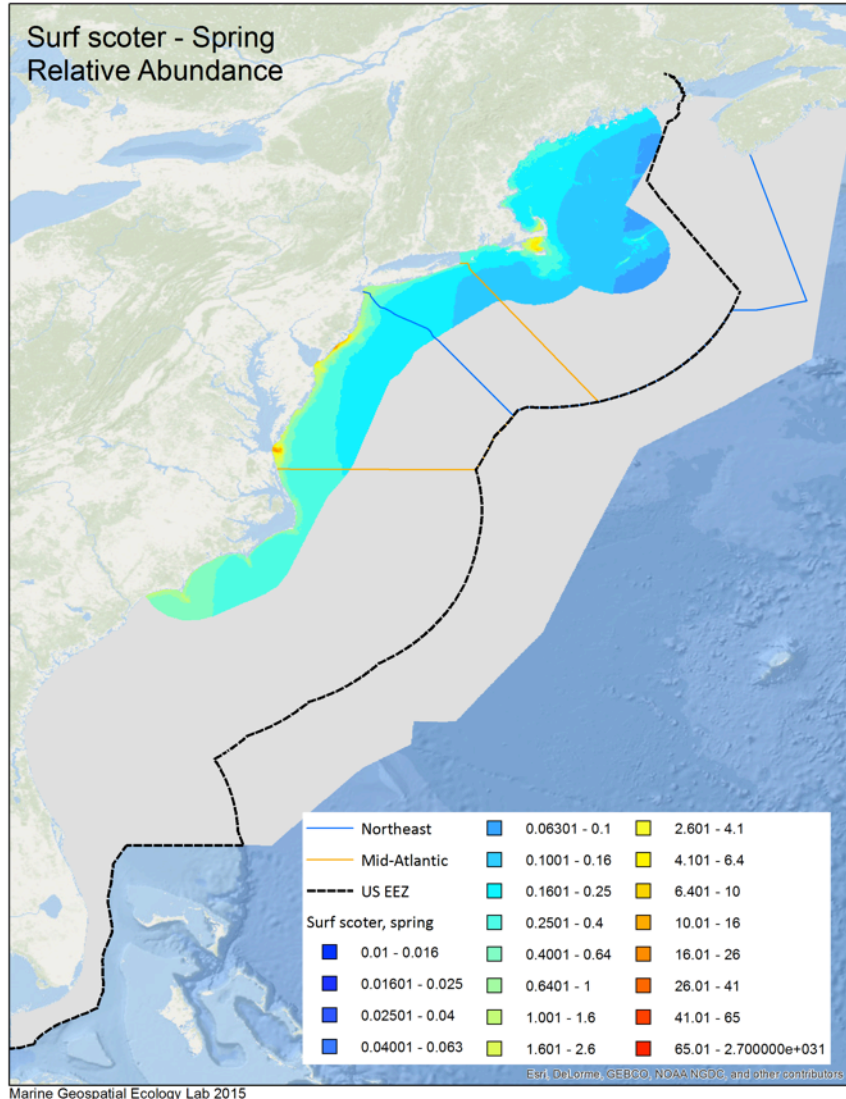 Surf scoter - Spring
Relative Abundance
Northeast
Mid-Atlantic
US EEZ
Surf scoter, spring
0.01 - 0.016
0.01601 - 0.025
0.02501 - 0.04
0.04001 - 0.063
0.06301 - 0.1
0.1001 - 0.16
0.1601 - 0.25
0.2501 - 0.4
0.4001 - 0.64
0.6401 - 1
1.001 - 1.6
1.601 - 2.6
2.601 - 4.1
4.101 - 6.4
6.401 - 10
10.01 - 16
16.01 - 26
26.01 - 41
41.01 - 65
65.01 - 2.700000e+031
Esri, DeLorme, GEBCO, NOAA NGDC, and other contributors
Marine Geospatial Ecology Lab 2015